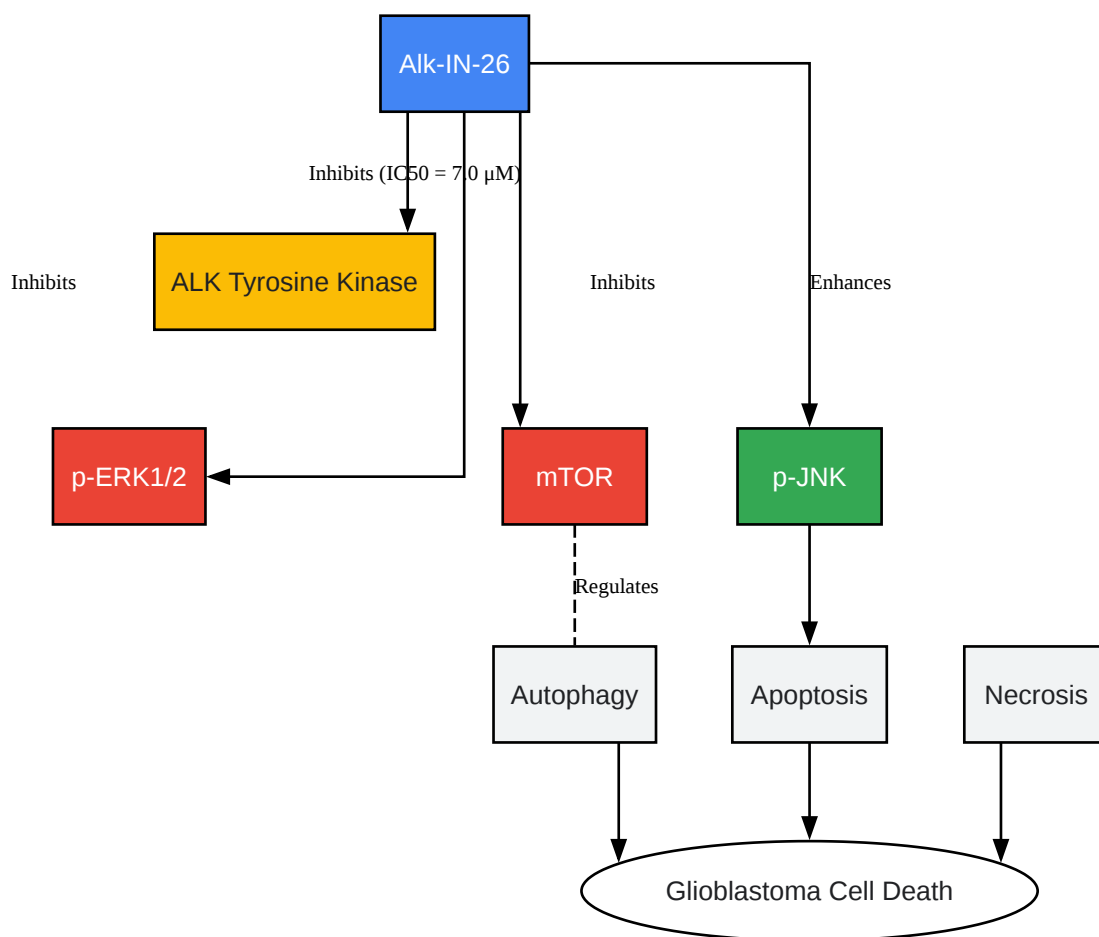 Alk-IN-26
Inhibits (IC50 = 7.0 μM)
Inhibits
ALK Tyrosine Kinase
Inhibits
Enhances
p-ERK1/2
mTOR
p-JNK
Regulates
Autophagy
Apoptosis
Necrosis
Glioblastoma Cell Death